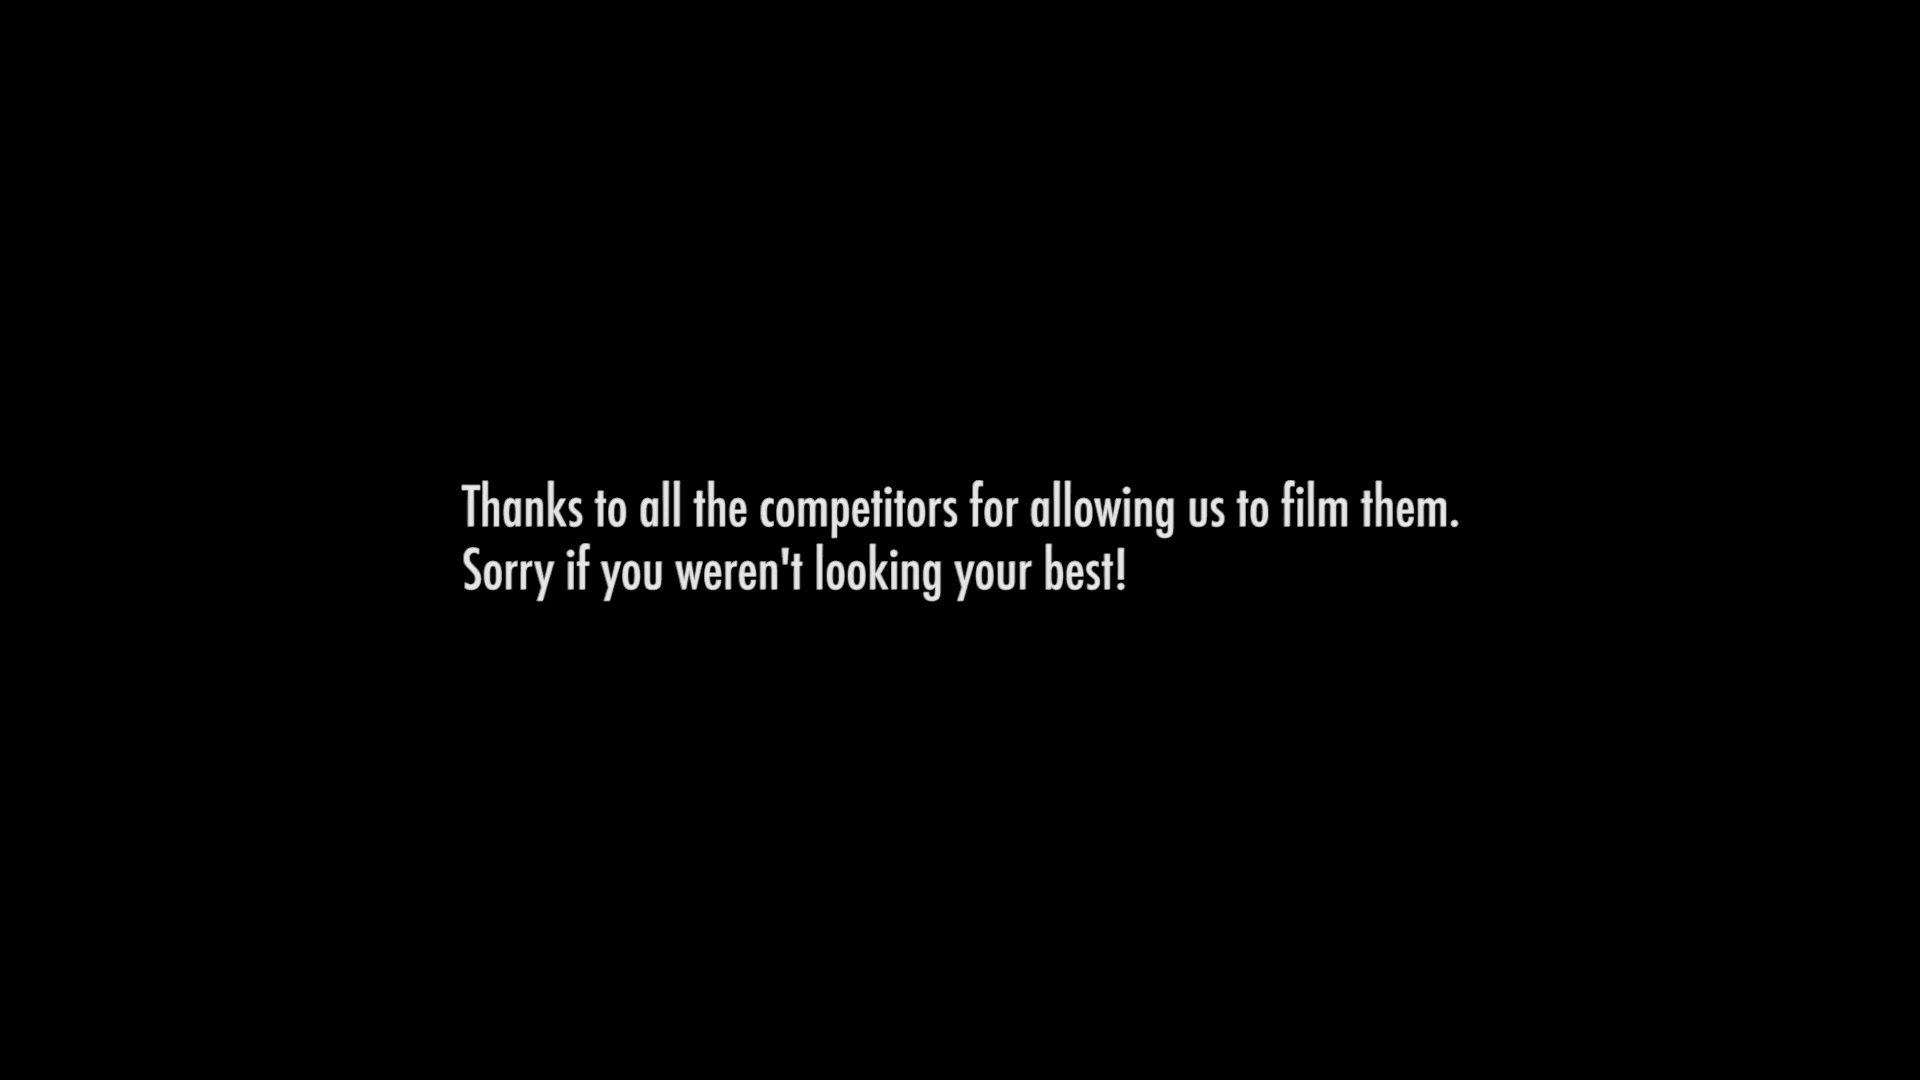 Thanks to all the competitors for allowing us to film them.
Sorry if you weren't looking your best!